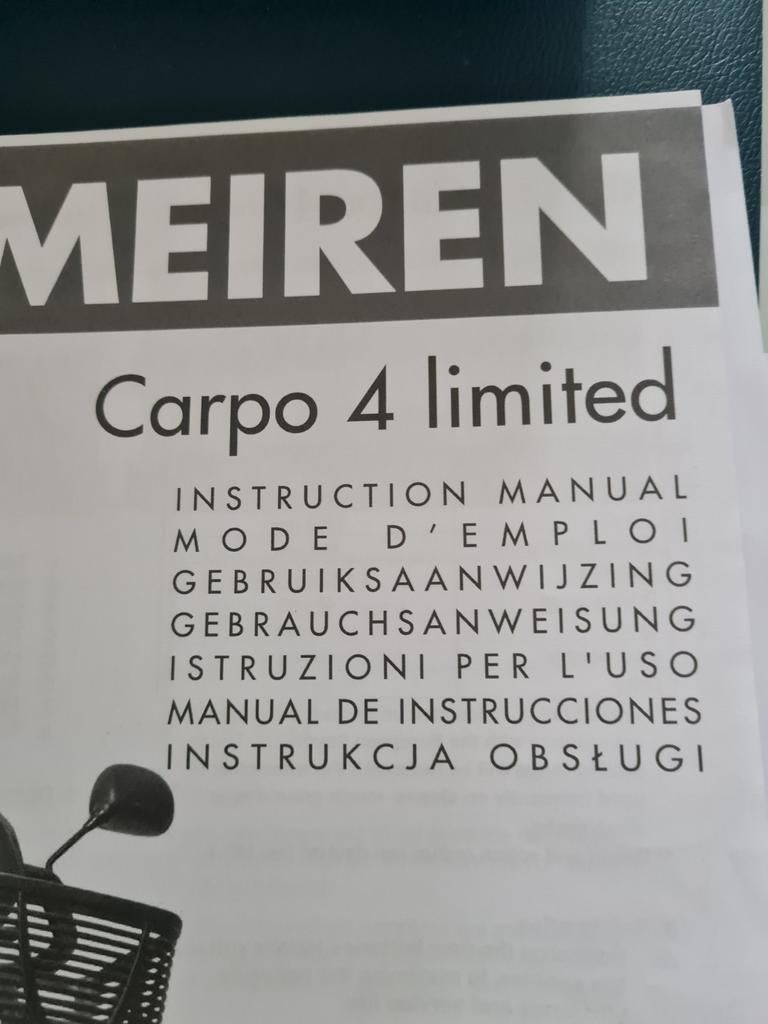 MEIREN
Carpo 4 limited
INSTRUCTION MANUAL
MODE D'EMPLOI
GEBRUIKSAANWIJZING
GEBRAUCHSANWEISUNG
ISTRUZIONI PER L'USO
MANUAL DE INSTRUCCIONES
INSTRUKCJA OBSŁUGI